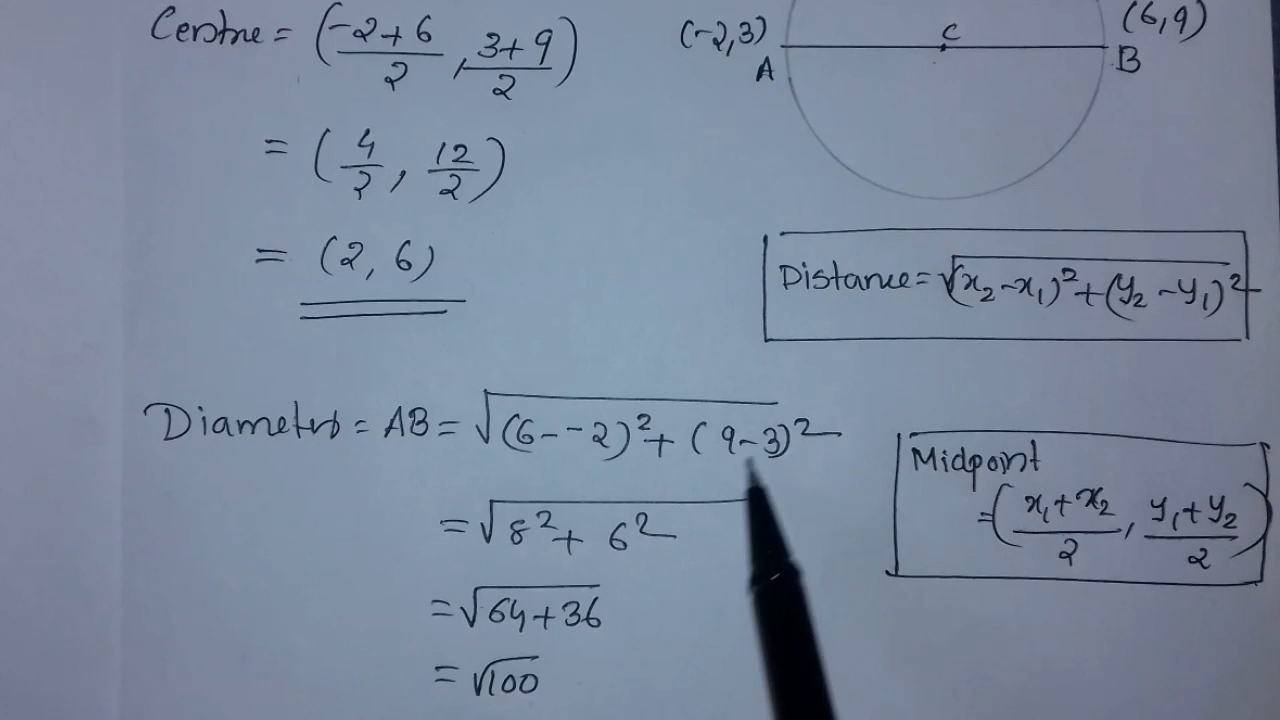 Centre = (-2+6/2, 3+9/2)
= (4/2, 12/2)
= (2, 6)
(-2,3)
A
C
(6,9)
B
Distance = √(x₂-x₁)²+(y₂-y₁)²
Diameter = AB = √(6--2)²+(9-3)²
= √8²+6²
= √64+36
= √100
Midpoint
= (x₁+x₂/2, y₁+y₂/2)